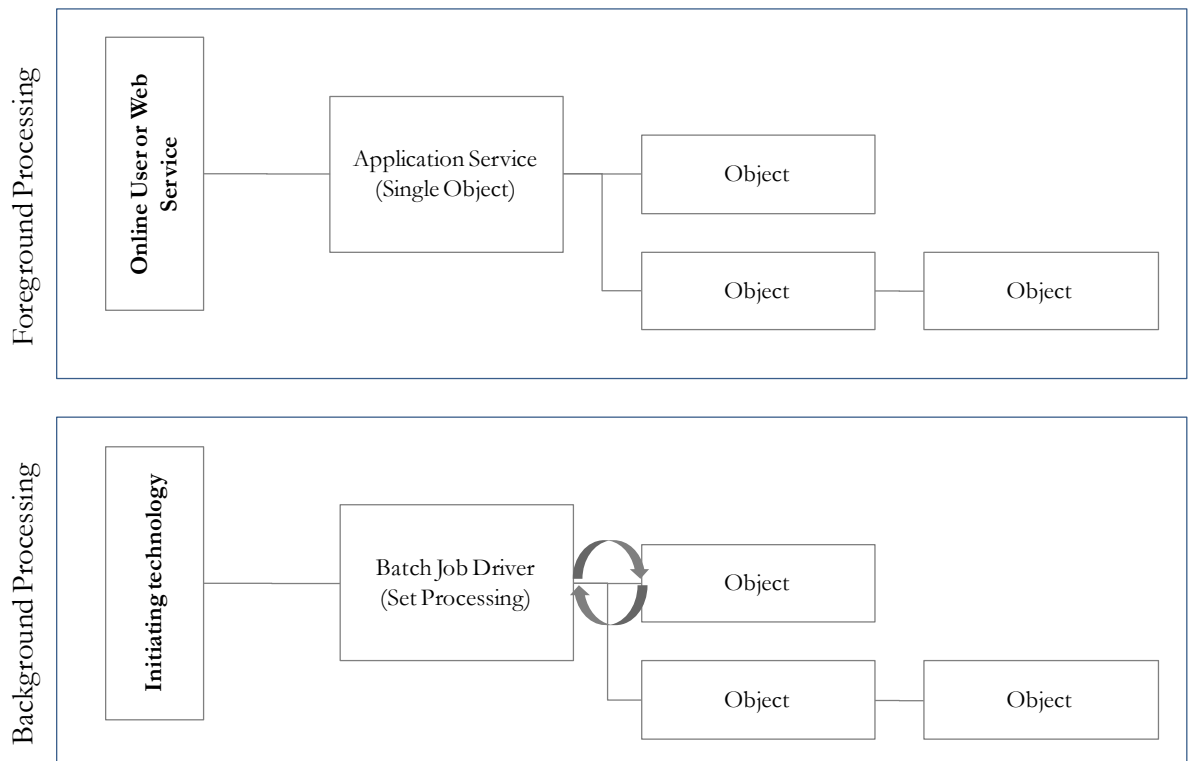 Foreground Processing
Online User or Web
Service
Application Service
(Single Object)
Object
Object
Object
Background Processing
Initiating technology
Batch Job Driver
(Set Processing)
Object
Object
Object